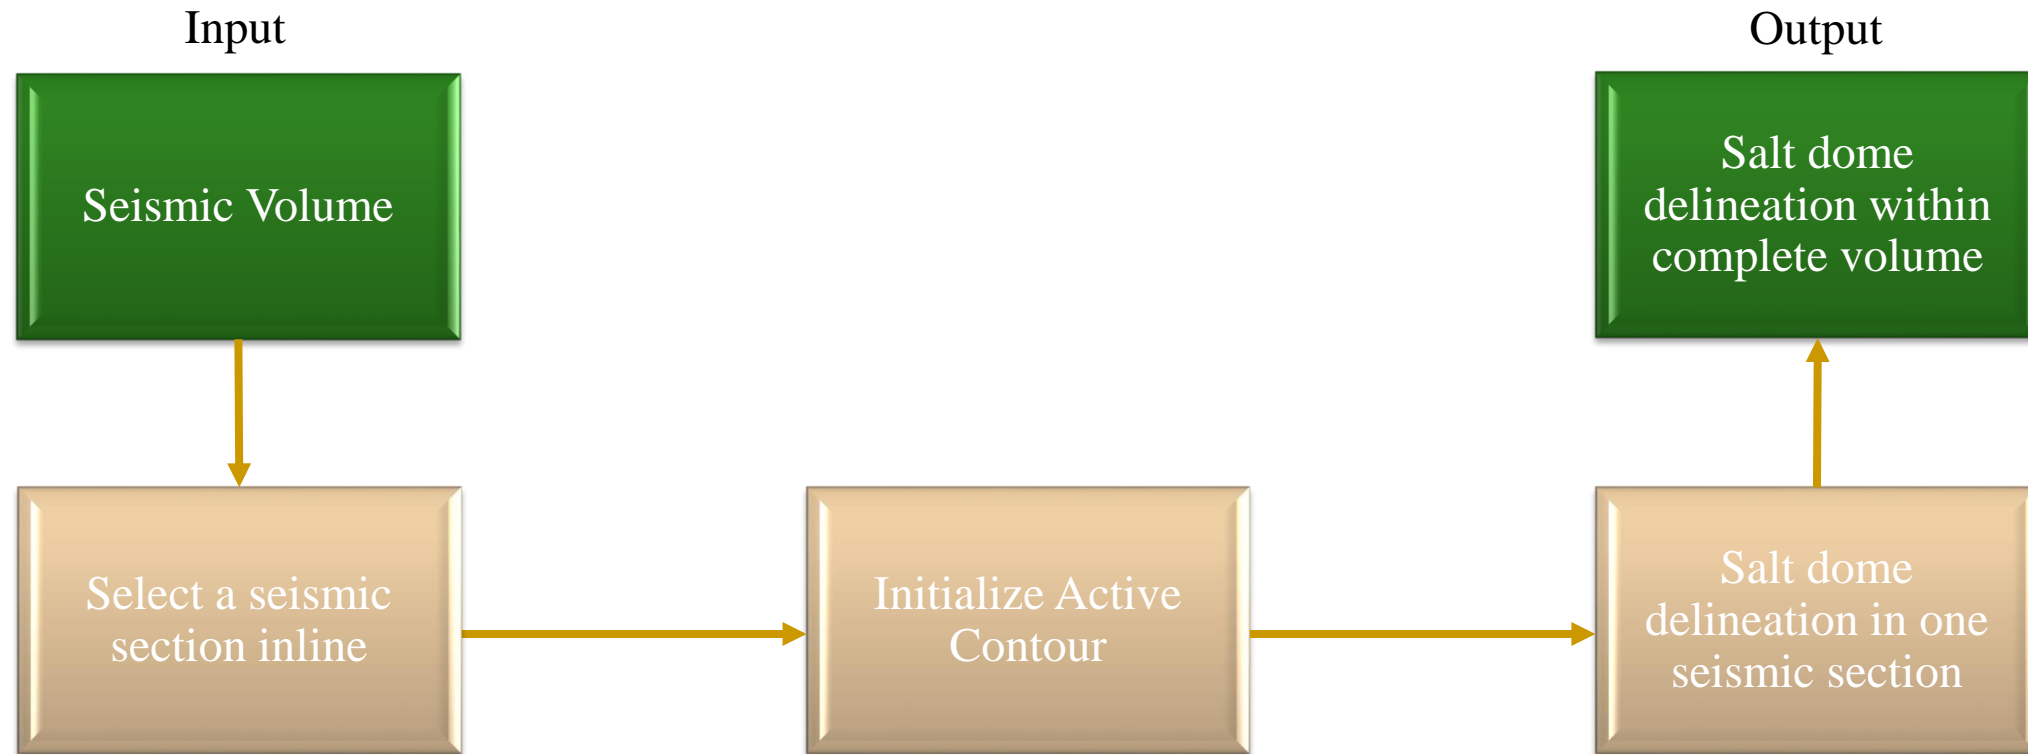 Input
Seismic Volume
Select a seismic
section inline
Initialize Active
Contour
Salt dome
delineation in one
seismic section
Output
Salt dome
delineation within
complete volume